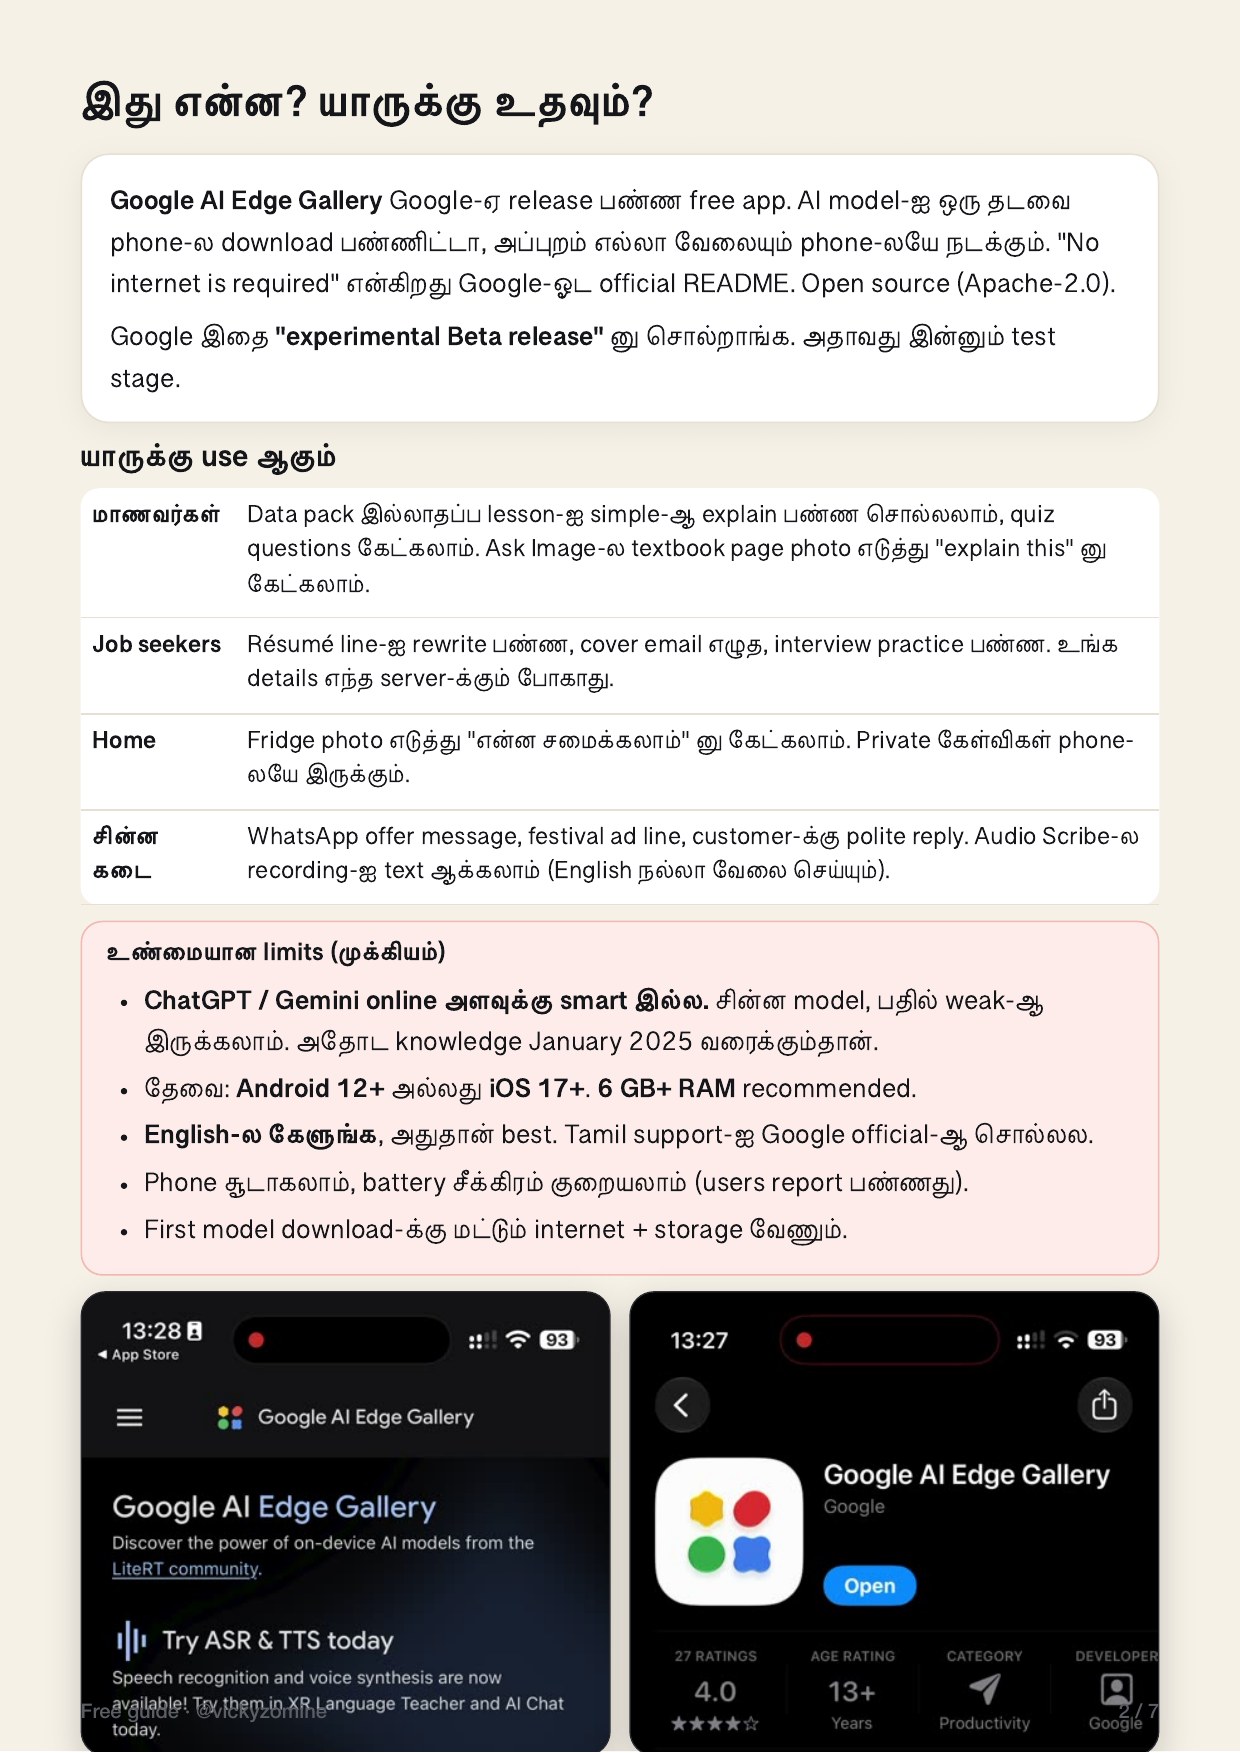 இது என்ன? யாருக்கு உதவும்?
Google AI Edge Gallery Google-ஏ release பண்ண free app. AI model-ஐ ஒரு தடவை
phone-ல download பண்ணிட்டா, அப்புறம் எல்லா வேலையும் phone-லயே நடக்கும். "No
internet is required" என்கிறது Google-ஓட official README. Open source (Apache-2.0).
Google இதை "experimental Beta release" னு சொல்றாங்க. அதாவது இன்னும் test
stage.
யாருக்கு use ஆகும்
மாணவர்கள்
Data pack இல்லாதப்ப lesson-ஐ simple-ஆ explain பண்ண சொல்லலாம், quiz
questions கேட்கலாம். Ask Image-ல textbook page photo எடுத்து "explain this" னு
கேட்கலாம்.
Job seekers
Résumé line-ஐ rewrite பண்ண, cover email எழுத, interview practice பண்ண. உங்க
details எந்த server-க்கும் போகாது.
Home
Fridge photo எடுத்து "என்ன சமைக்கலாம்" னு கேட்கலாம். Private கேள்விகள் phone-
லயே இருக்கும்.
சின்ன
கடை
WhatsApp offer message, festival ad line, customer-க்கு polite reply. Audio Scribe-ல
recording-ஐ text ஆக்கலாம் (English நல்லா வேலை செய்யும்).
உண்மையான limits (முக்கியம்)
• ChatGPT / Gemini online அளவுக்கு smart இல்ல. சின்ன model, பதில் weak-ஆ
இருக்கலாம். அதோட knowledge January 2025 வரைக்கும்தான்.
• தேவை: Android 12+ அல்லது iOS 17+. 6 GB+ RAM recommended.
• English-ல கேளுங்க, அதுதான் best. Tamil support-ஐ Google official-ஆ சொல்லல.
• Phone சூடாகலாம், battery சீக்கிரம் குறையலாம் (users report பண்ணது).
• First model download-க்கு மட்டும் internet + storage வேணும்.
13:28
93
App Store
Google AI Edge Gallery
Google AI Edge Gallery
Discover the power of on-device AI models from the
LiteRT community.
Try ASR & TTS today
Speech recognition and voice synthesis are now
available! Try them in XR Language Teacher and AI Chat
today.
13:27
93
Google AI Edge Gallery
Google
Open
27 RATINGS
AGE RATING
CATEGORY
DEVELOPER
4.0
13+
★★★★☆
Years
Productivity
Google
Free guide · @vickyzomine
2 / 7